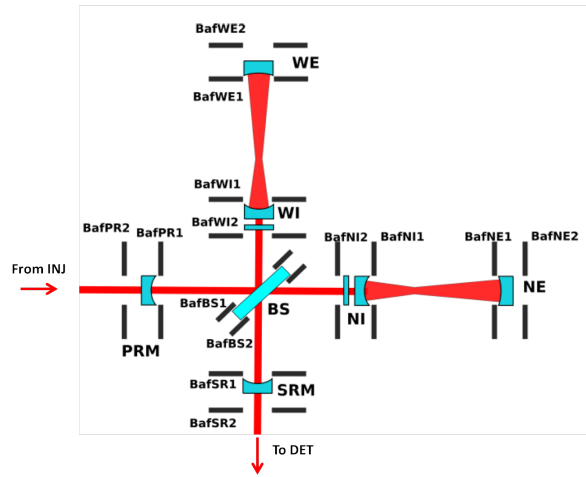 BafWE2
WE
BafWE1
BafWI1
WI
BafWI2
BafPR2
BafPR1
BafNI2
BafNI1
BafNE1
BafNE2
From INJ
NE
BafBS1
BS
NI
BafBS2
PRM
BafSR1
SRM
BafSR2
To DET